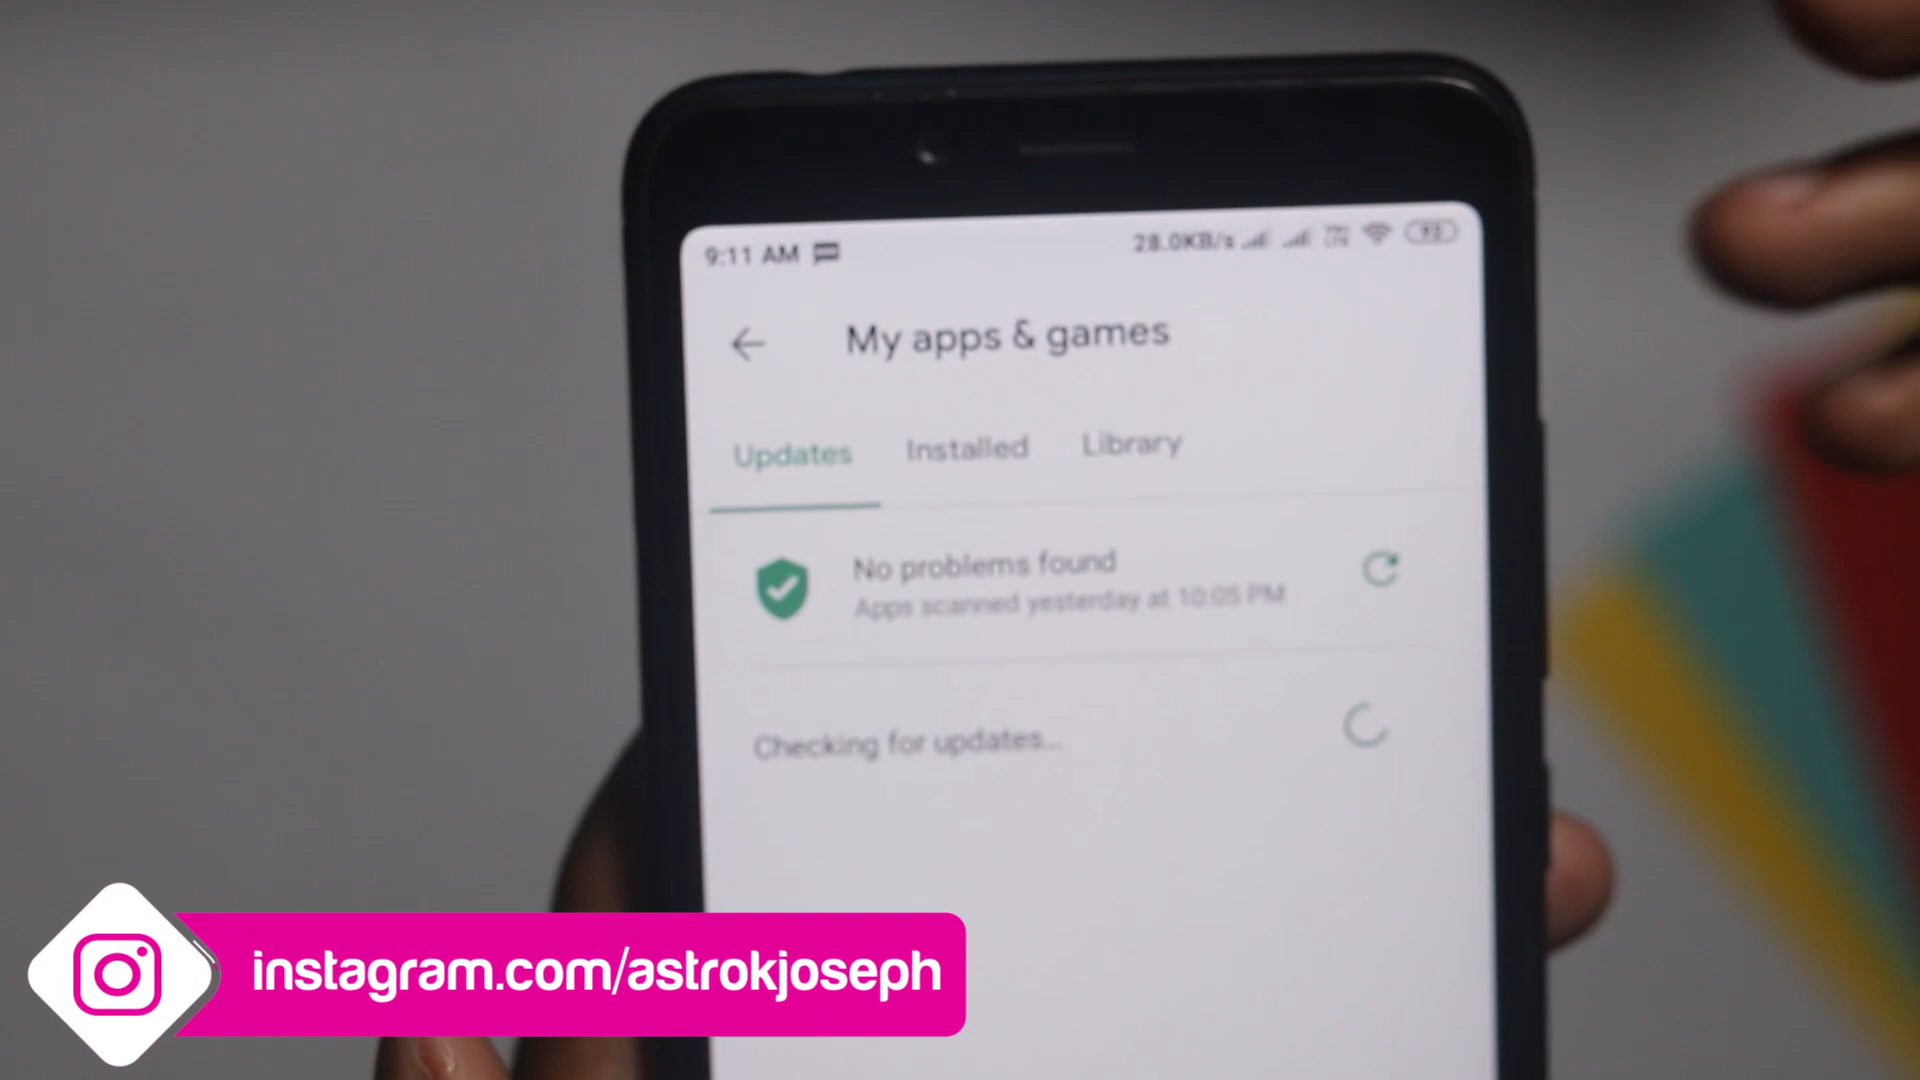 9:11 AM
28.0KB/s
My apps & games
Updates Installed Library
No problems found
Apps scanned yesterday at 10:05 PM
Checking for updates...
instagram.com/astrokjoseph